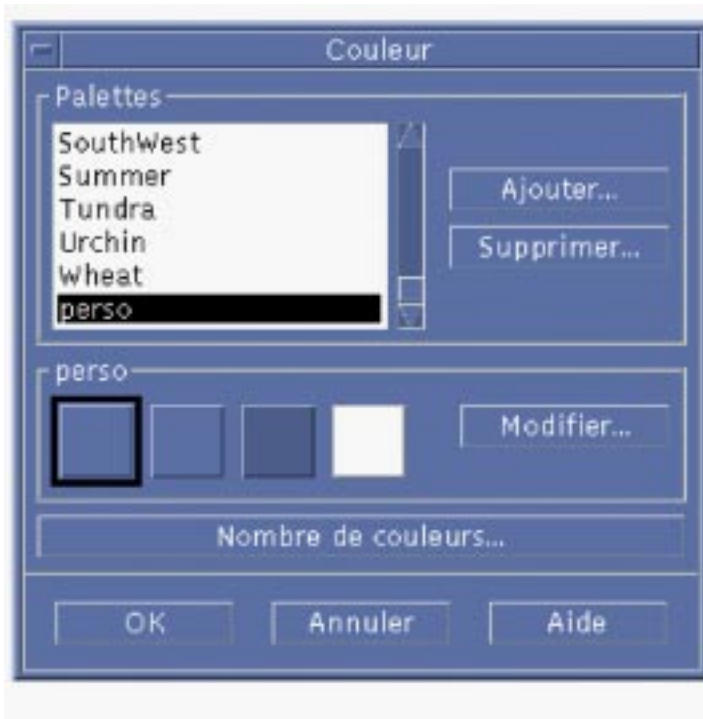 Couleur
Palettes
SouthWest
Summer
Tundra
Urchin
Wheat
perso
Ajouter...
Supprimer...
perso
Modifier...
Nombre de couleurs...
OK
Annuler
Aide